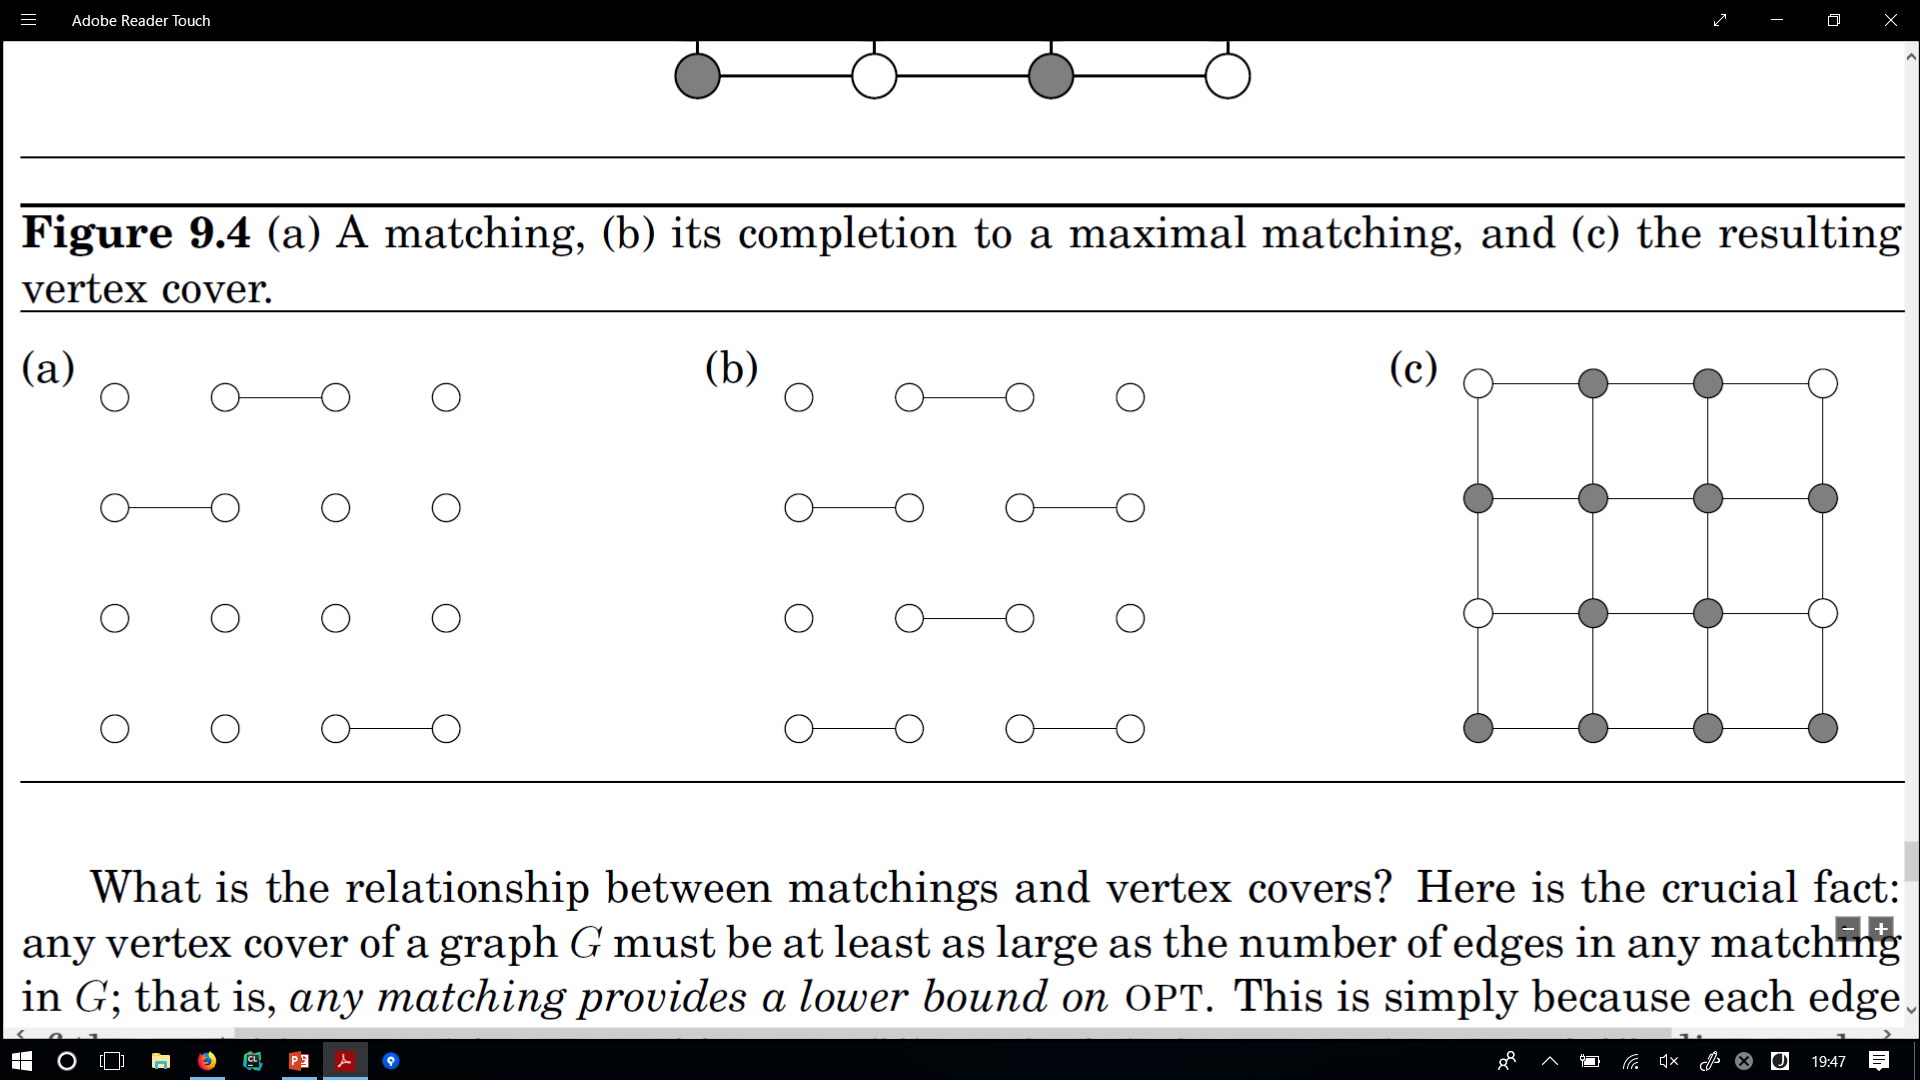 Adobe Reader Touch
Figure 9.4 (a) A matching, (b) its completion to a maximal matching, and (c) the resulting
vertex cover.
(a)
(b)
(c)
What is the relationship between matchings and vertex covers? Here is the crucial fact:
any vertex cover of a graph G must be at least as large as the number of edges in any matching
in G; that is, any matching provides a lower bound on OPT. This is simply because each edge
19:47